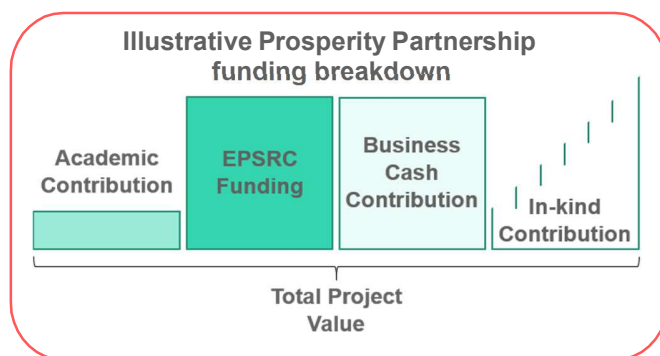 Illustrative Prosperity Partnership
funding breakdown
Academic
Contribution
EPSRC
Funding
Business
Cash
Contribution
In-kind
Contribution
Total Project
Value